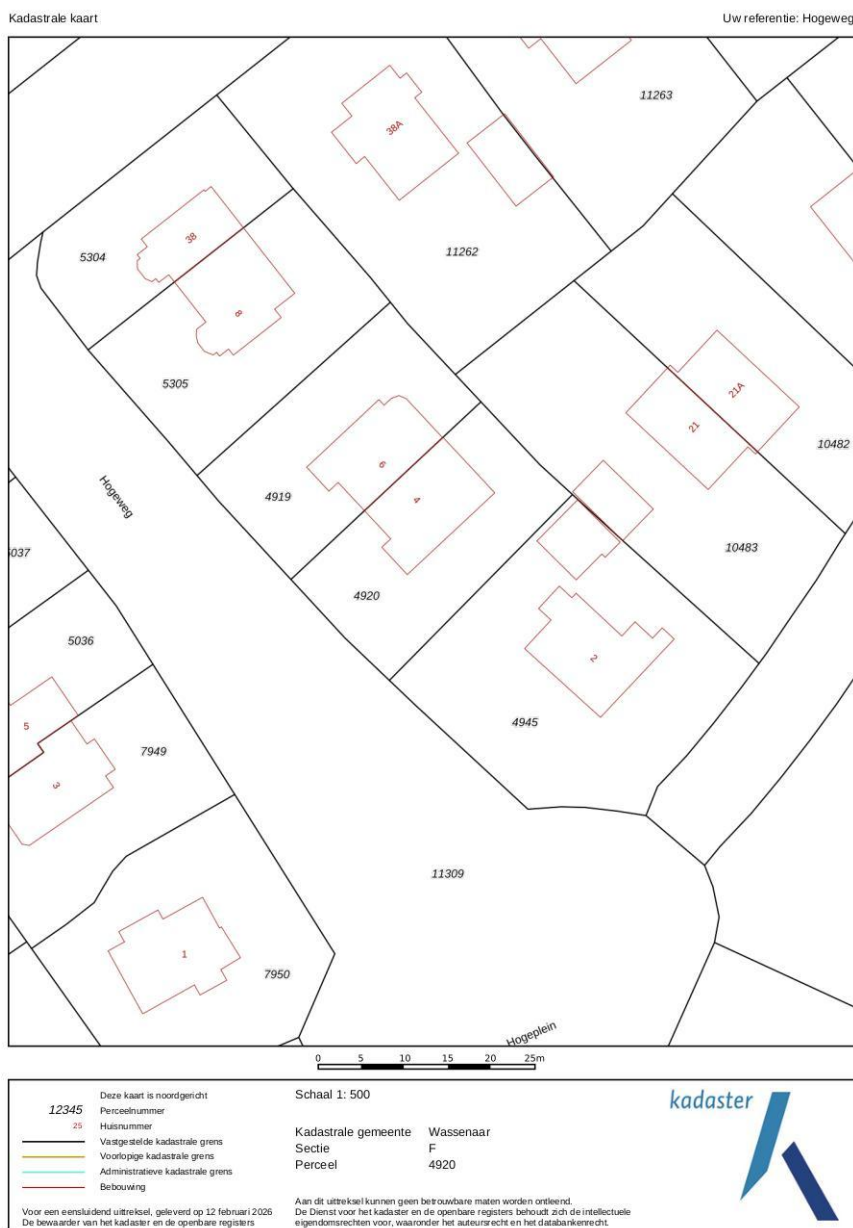 Kadastrale kaart
Uw referentie: Hogeweg
11263
38A
11262
38
5304
8
5305
21A
21
10482
6
4
4919
10483
4920
Hogeweg
5037
2
5036
4945
5
7949
3
11309
1
7950
Hogeplein
0 5 10 15 20 25m
Deze kaart is noordgericht
12345 Perceelnummer
25 Huisnummer
Vastgestelde kadastrale grens
Voorlopige kadastrale grens
Administratieve kadastrale grens
Bebouwing
Voor een eensluidend uittreksel, geleverd op 12 februari 2026
De bewaarder van het kadaster en de openbare registers
Schaal 1: 500
Kadastrale gemeente Wassenaar
Sectie F
Perceel 4920
Aan dit uittreksel kunnen geen betrouwbare maten worden ontleend.
De Dienst voor het kadaster en de openbare registers behoudt zich de intellectuele
eigendomsrechten voor, waaronder het auteursrecht en het databankenrecht.
kadaster